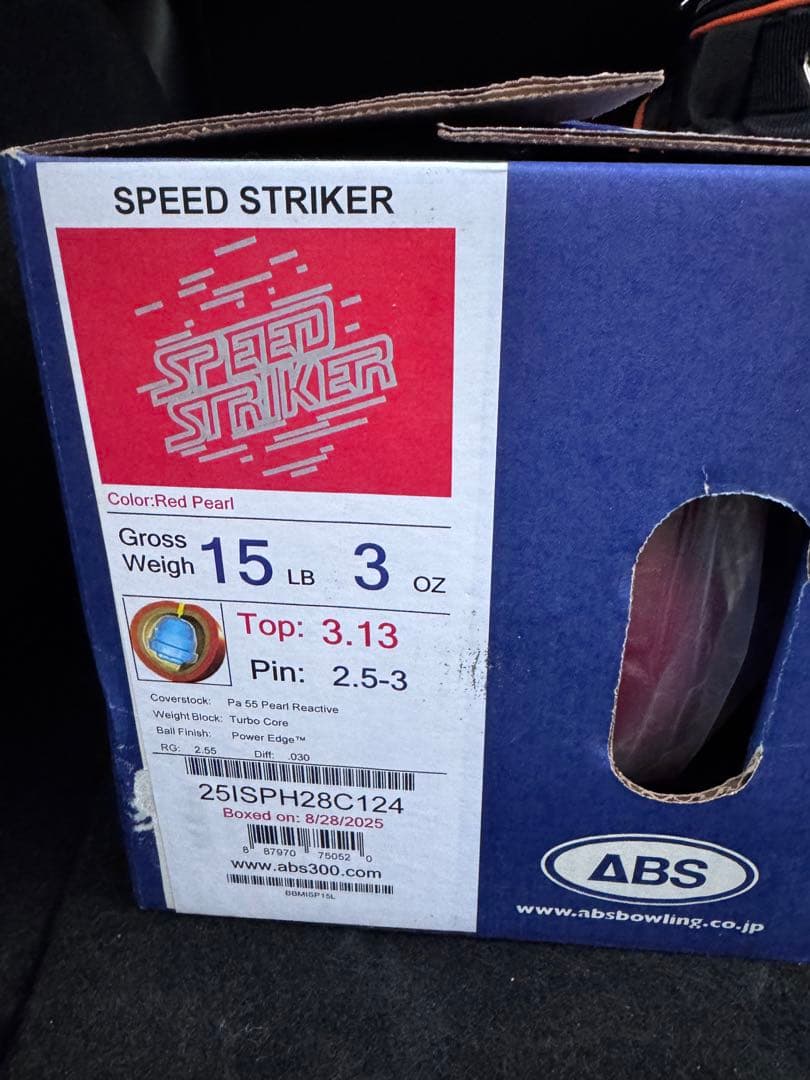 SPEED STRIKER
SPEED
STRIKER
Color:Red Pearl
Gross
Weigh 15 LB 3 OZ
Top: 3.13
Pin: 2.5-3
Coverstock: Pa 55 Pearl Reactive
Weight Block: Turbo Core
Ball Finish: Power Edge™
RG: 2.55 Diff: .030
25ISPH28C124
Boxed on: 8/28/2025
8 87970 75052 0
www.abs300.com
BBMISP15L
ABS
www.absbowling.co.jp